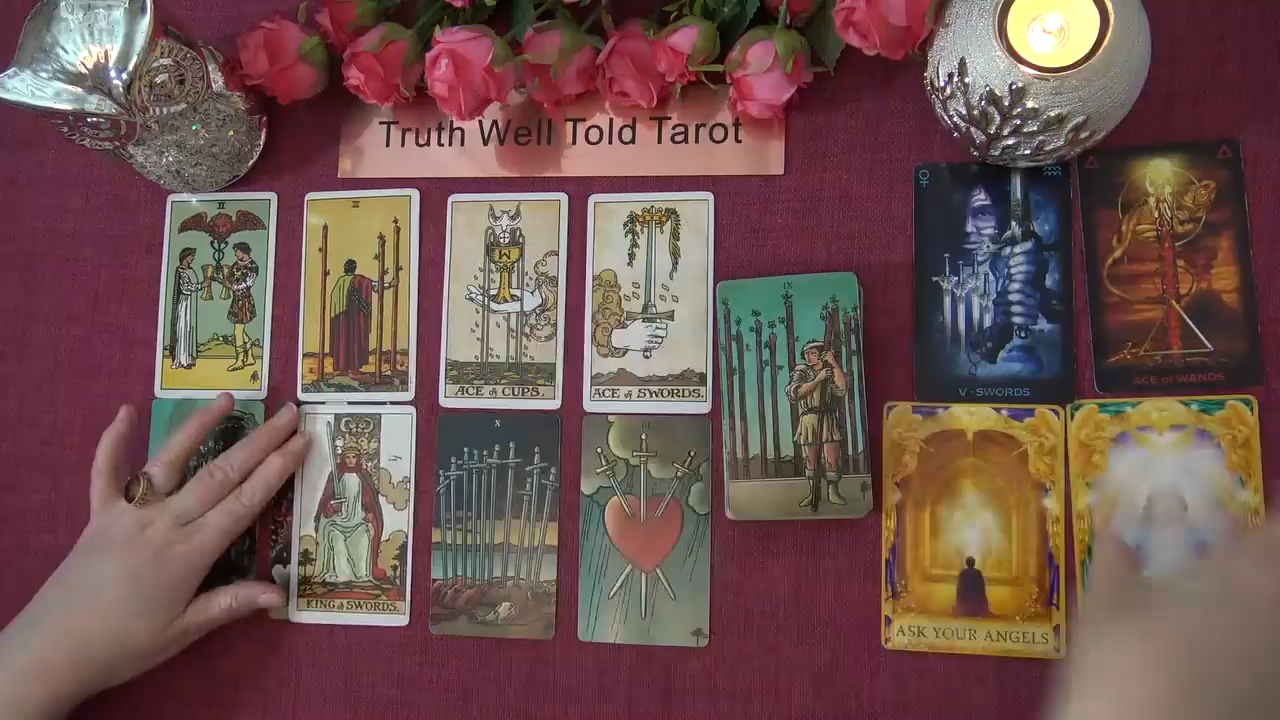 Truth Well Told Tarot
II
III
ACE of CUPS.
ACE of SWORDS.
IX
V · SWORDS
ACE OF WANDS
KING of SWORDS.
X
III
ASK YOUR ANGELS